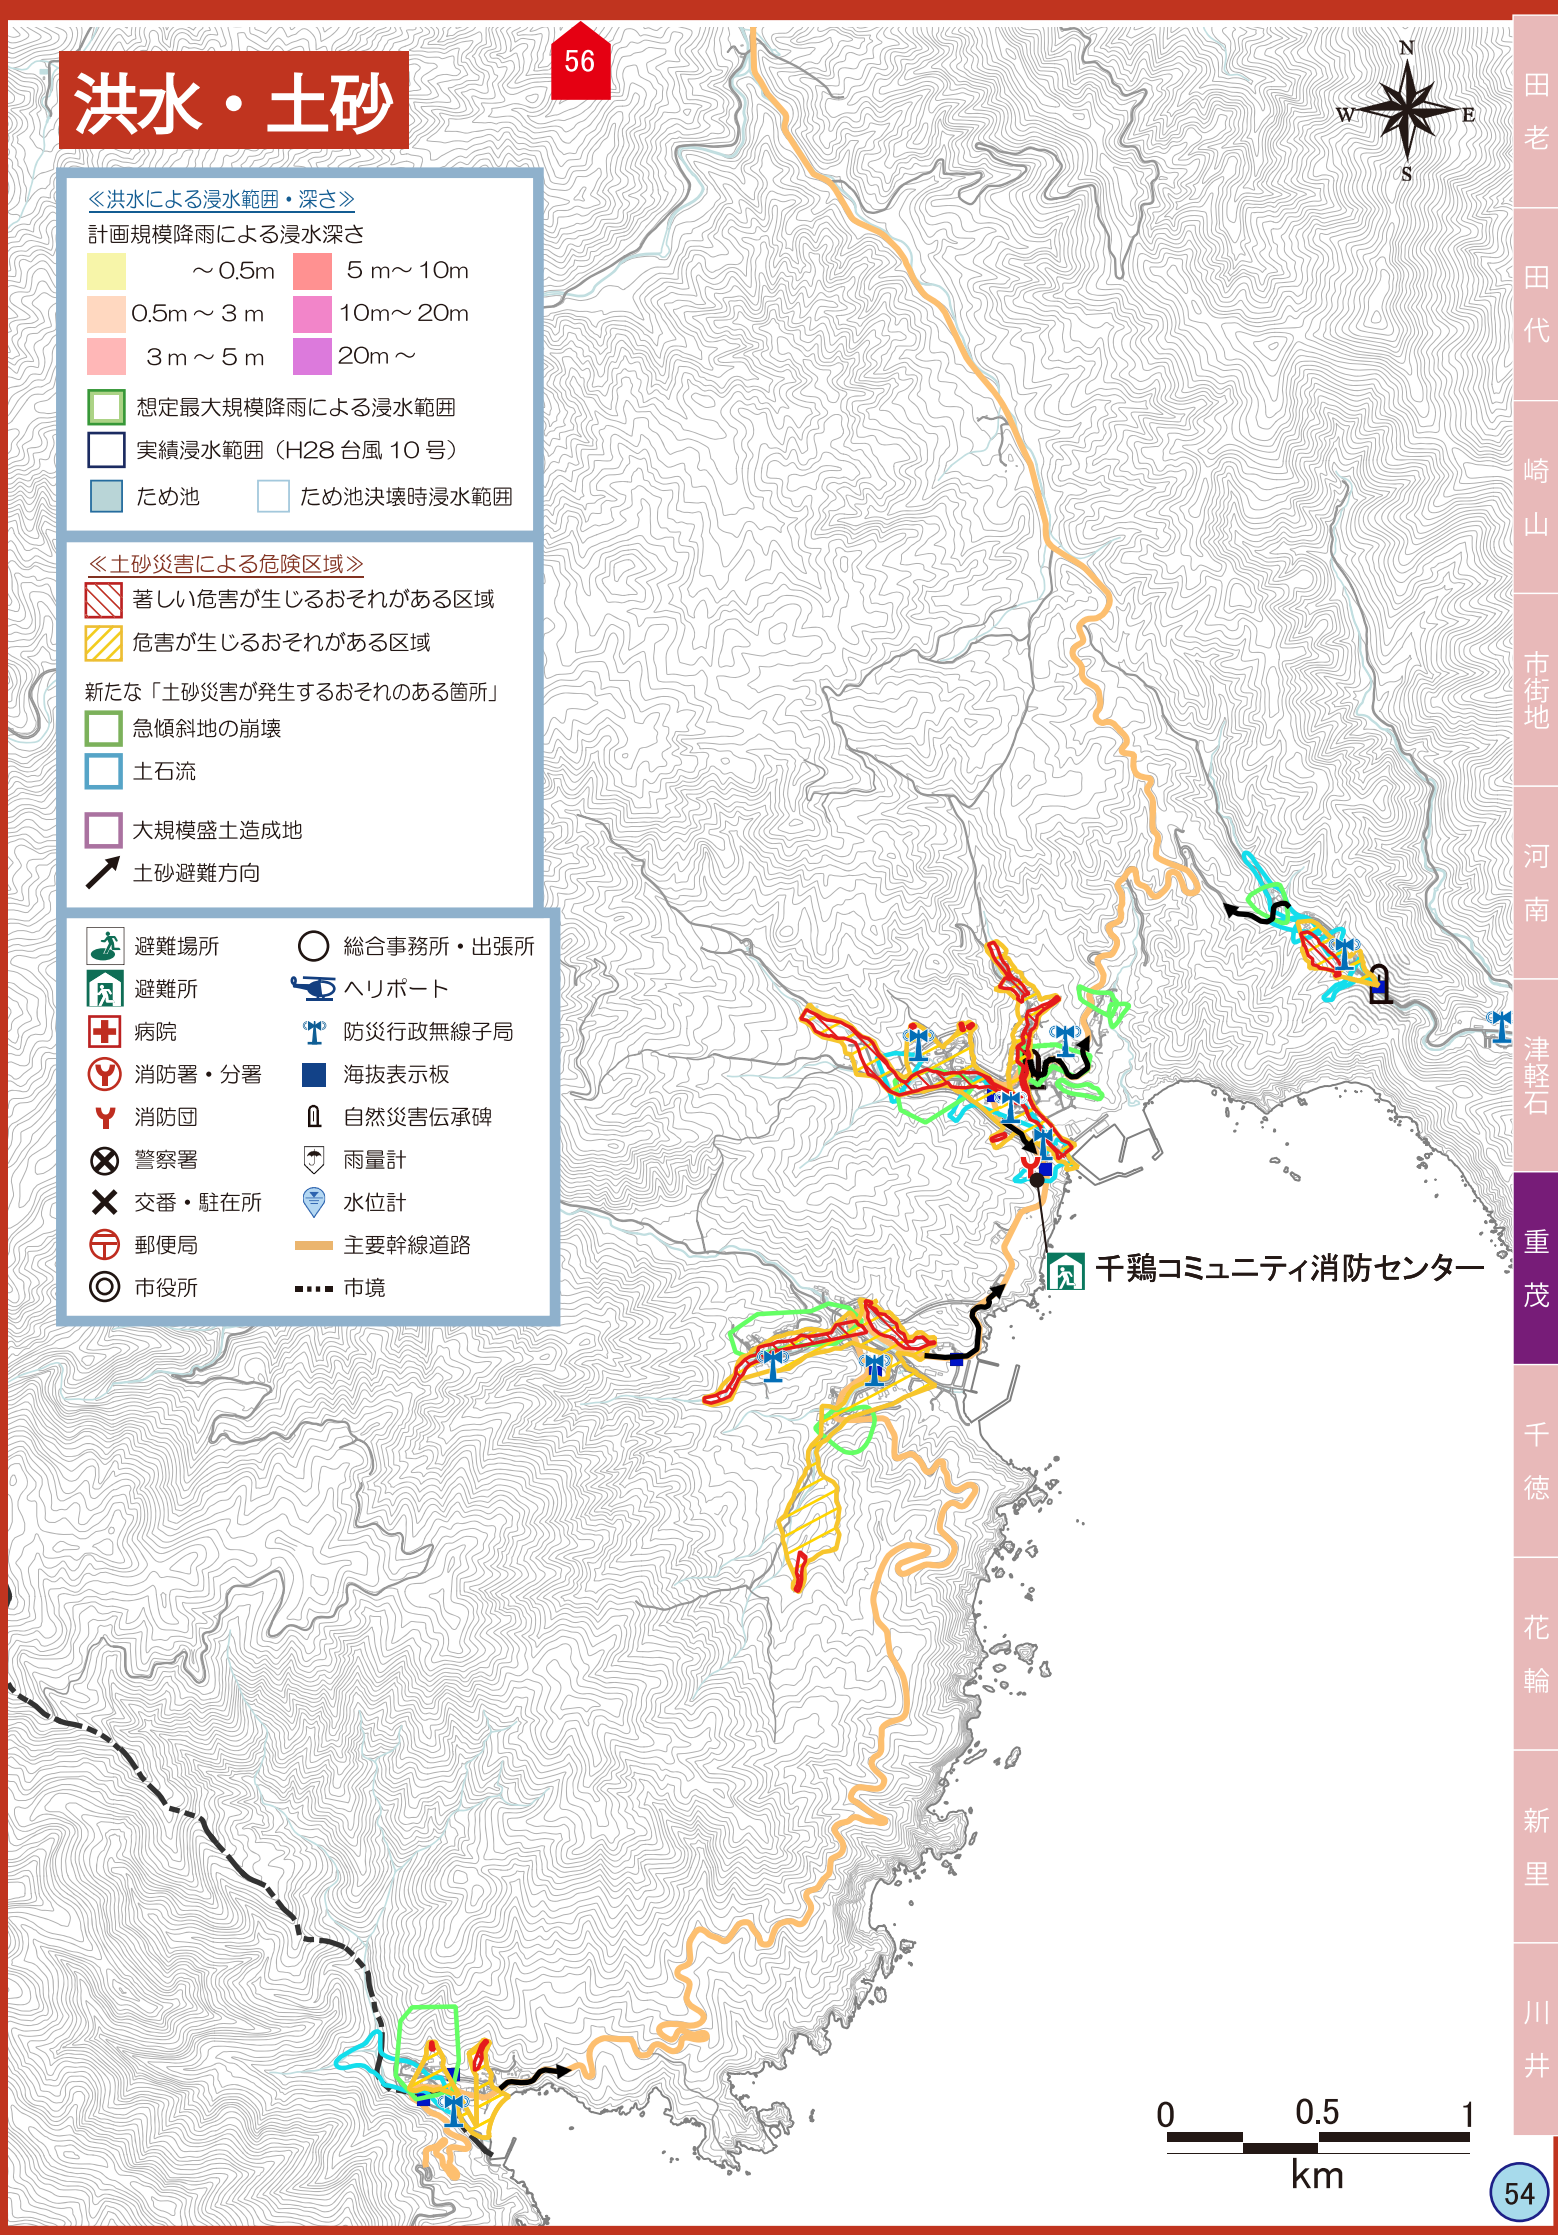 56
洪水・土砂
N
W
E
S
≪洪水による浸水範囲・深さ≫
計画規模降雨による浸水深さ
～0.5m
5 m～10m
0.5m～3 m
10m～20m
3 m～5 m
20m～
想定最大規模降雨による浸水範囲
実績浸水範囲（H28 台風 10 号）
ため池
ため池決壊時浸水範囲
≪土砂災害による危険区域≫
著しい危害が生じるおそれがある区域
危害が生じるおそれがある区域
新たな「土砂災害が発生するおそれのある箇所」
急傾斜地の崩壊
土石流
大規模盛土造成地
土砂避難方向
避難場所
総合事務所・出張所
避難所
ヘリポート
病院
防災行政無線子局
消防署・分署
海抜表示板
消防団
自然災害伝承碑
警察署
雨量計
交番・駐在所
水位計
郵便局
主要幹線道路
市役所
市境
千鶏コミュニティ消防センター
田老
田代
崎山
市街地
河南
津軽石
重茂
千徳
花輪
新里
川井
0
0.5
1
km
54